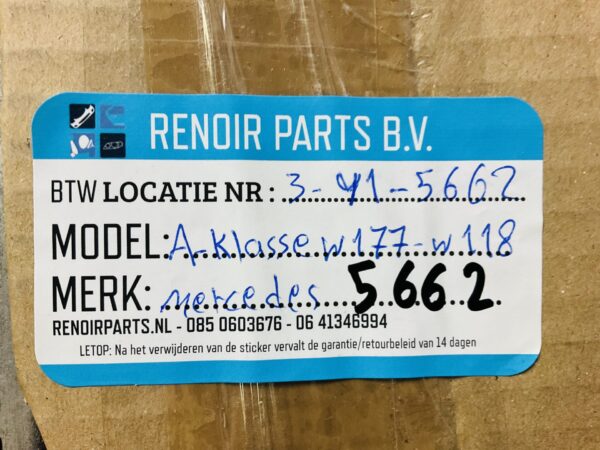 RENOIR PARTS B.V.
BTW LOCATIE NR: 3-41-5662
MODEL: A-Klasse w177-w118
MERK: mercedes 5662
RENOIRPARTS.NL - 085 0603676 - 06 41346994
LETOP: Na het verwijderen van de sticker vervalt de garantie/retourbeleid van 14 dagen